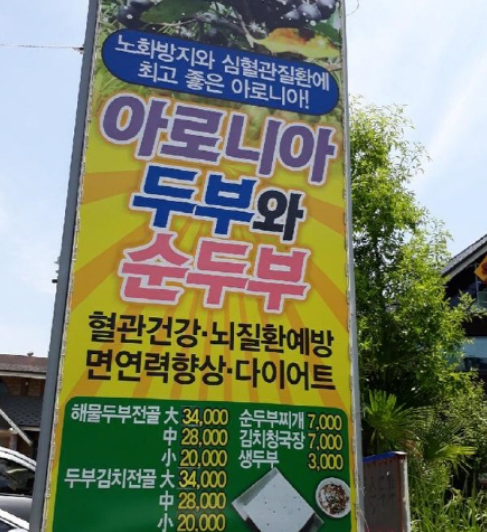 노화방지와 심혈관질환에
최고 좋은 아로니아!
아로니아
두부와
순두부
혈관건강·뇌질환예방
면연력향상·다이어트
해물두부전골 大 34,000
中 28,000
小 20,000
두부김치전골 大 34,000
中 28,000
小 20,000
순두부찌개 7,000
김치청국장 7,000
생두부 3,000